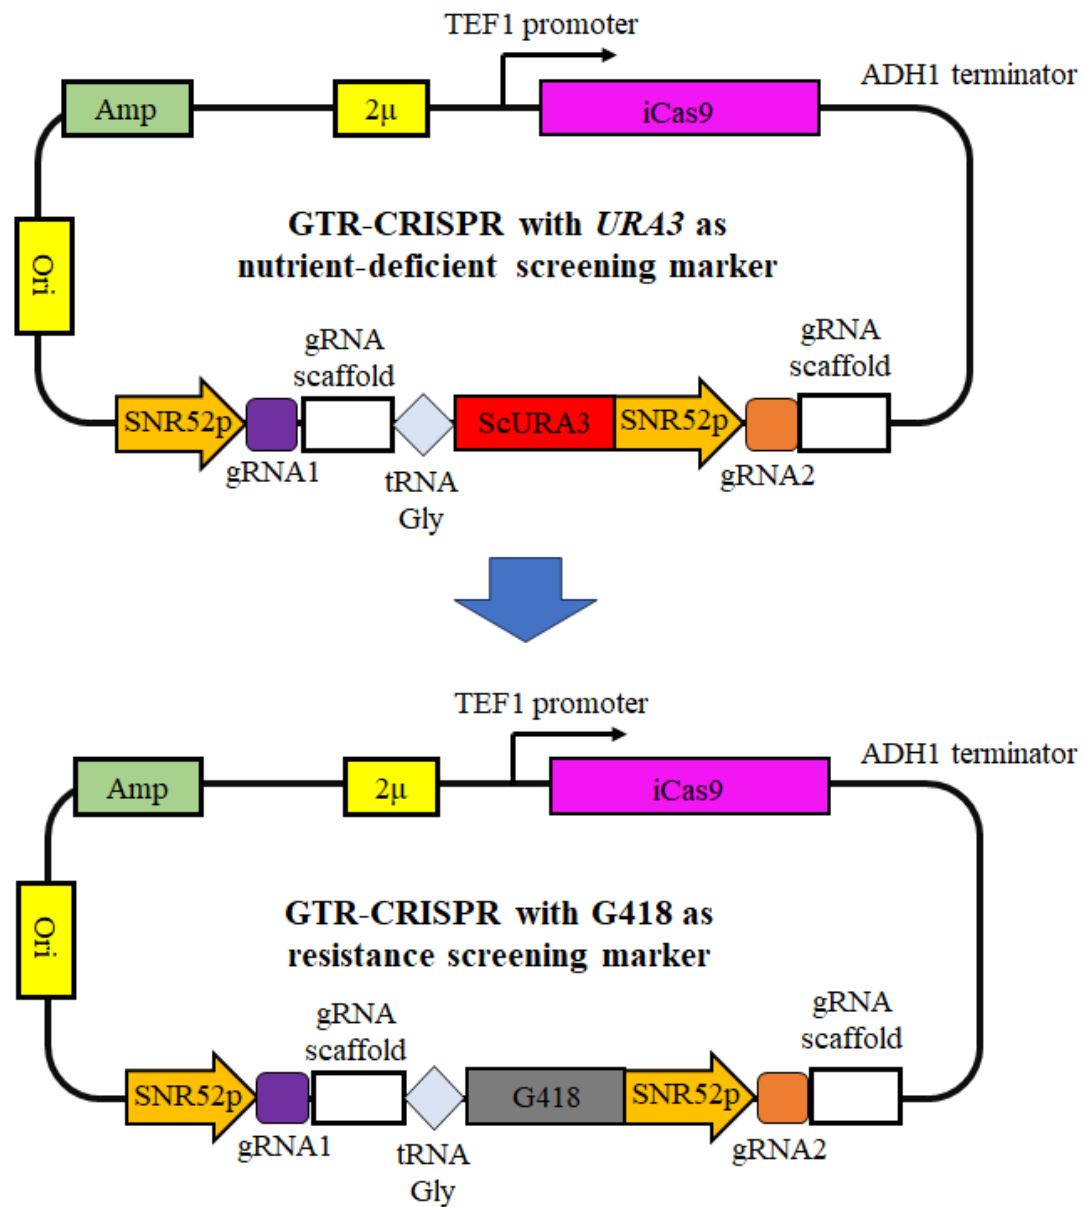 TEF1 promoter
ADH1 terminator
Amp
2μ
iCas9
GTR-CRISPR with URA3 as
nutrient-deficient screening marker
Ori
gRNA
scaffold
gRNA
scaffold
SNR52p
ScURA3
SNR52p
gRNA1
tRNA
Gly
gRNA2
TEF1 promoter
ADH1 terminator
Amp
2μ
iCas9
GTR-CRISPR with G418 as
resistance screening marker
Ori
gRNA
scaffold
gRNA
scaffold
SNR52p
G418
SNR52p
gRNA1
tRNA
Gly
gRNA2